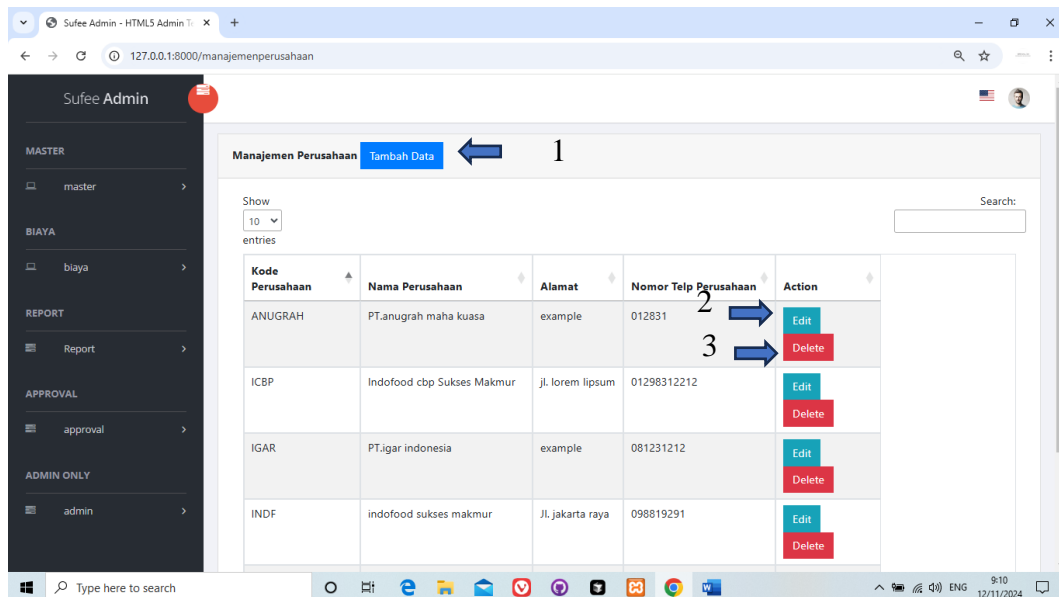 Sufee Admin - HTML5 Admin Te
127.0.0.1:8000/manajemenperusahaan
Sufee Admin
MASTER
master
BIAYA
biaya
REPORT
Report
APPROVAL
approval
ADMIN ONLY
admin
Manajemen Perusahaan Tambah Data 1
Show
10
entries
Search:
Kode Perusahaan Nama Perusahaan Alamat Nomor Telp Perusahaan Action
ANUGRAH PT.anugrah maha kuasa example 012831 2 Edit
3 Delete
ICBP Indofood cbp Sukses Makmur jl. lorem lipsum 01298312212 Edit
Delete
IGAR PT.igar indonesia example 081231212 Edit
Delete
INDF indofood sukses makmur Jl. jakarta raya 098819291 Edit
Delete
Type here to search
ENG
9:10
12/11/2024